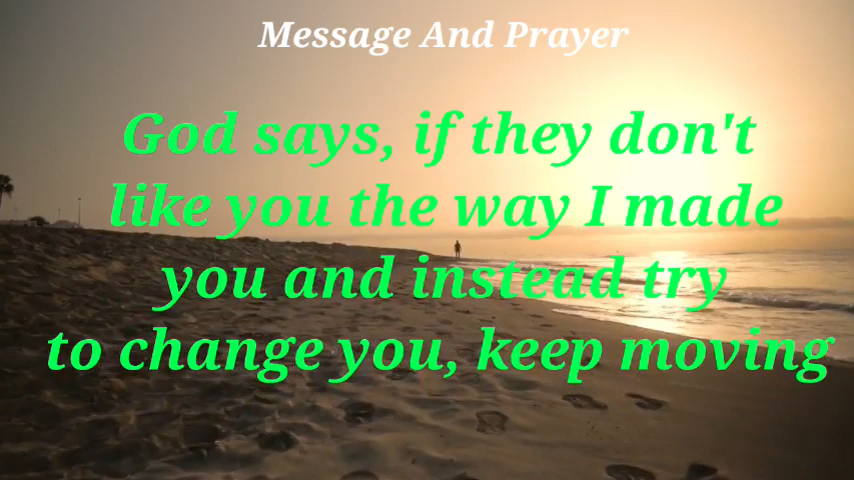 Message And Prayer
God says, if they don't
like you the way I made
you and instead try
to change you, keep moving